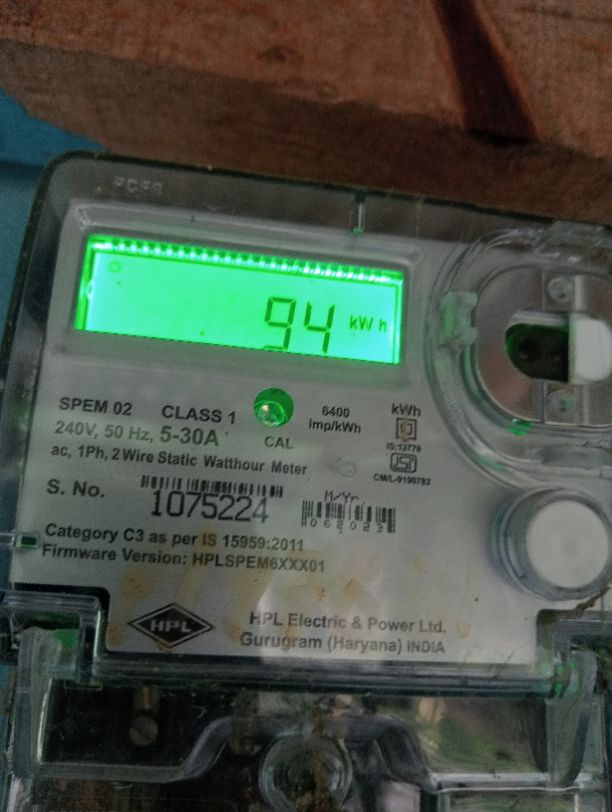 94 kW h
SPEM 02 CLASS 1 6400 imp/kWh kWh
240V, 50 Hz, 5-30A CAL IS:13779
ac, 1Ph, 2 Wire Static Watthour Meter CM/L-9190783
S. No. 1075224 M/Yr
062023
Category C3 as per IS 15959:2011
Firmware Version: HPLSPEM6XXX01
HPL HPL Electric & Power Ltd.
Gurugram (Haryana) INDIA